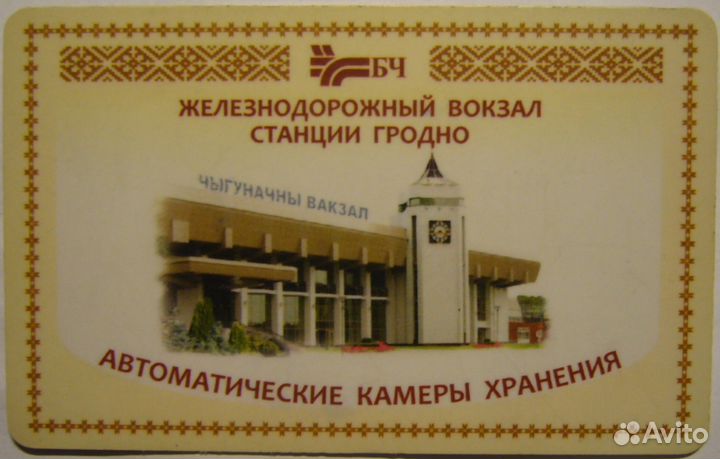 БЧ
ЖЕЛЕЗНОДОРОЖНЫЙ ВОКЗАЛ
СТАНЦИИ ГРОДНО
ЧЫГУНАЧНЫ ВАКЗАЛ
АВТОМАТИЧЕСКИЕ КАМЕРЫ ХРАНЕНИЯ
Avito